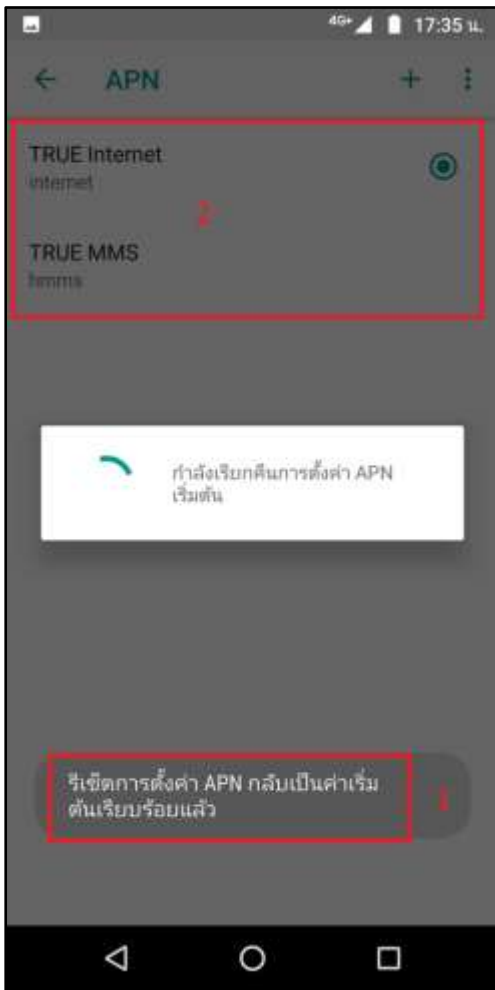 4G+ 17:35 น.
APN
TRUE Internet
internet
2
TRUE MMS
hmms
กำลังเรียกคืนการตั้งค่า APN
เริ่มต้น
รีเซ็ตการตั้งค่า APN กลับเป็นค่าเริ่ม
ต้นเรียบร้อยแล้ว